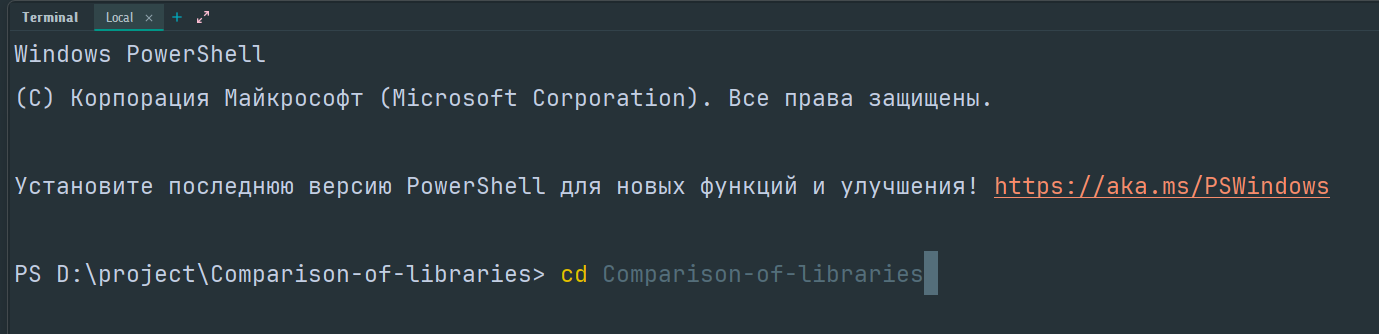 Terminal Local × +
Windows PowerShell
(C) Корпорация Майкрософт (Microsoft Corporation). Все права защищены.
Установите последнюю версию PowerShell для новых функций и улучшения! https://aka.ms/PSWindows
PS D:\project\Comparison-of-libraries> cd Comparison-of-libraries